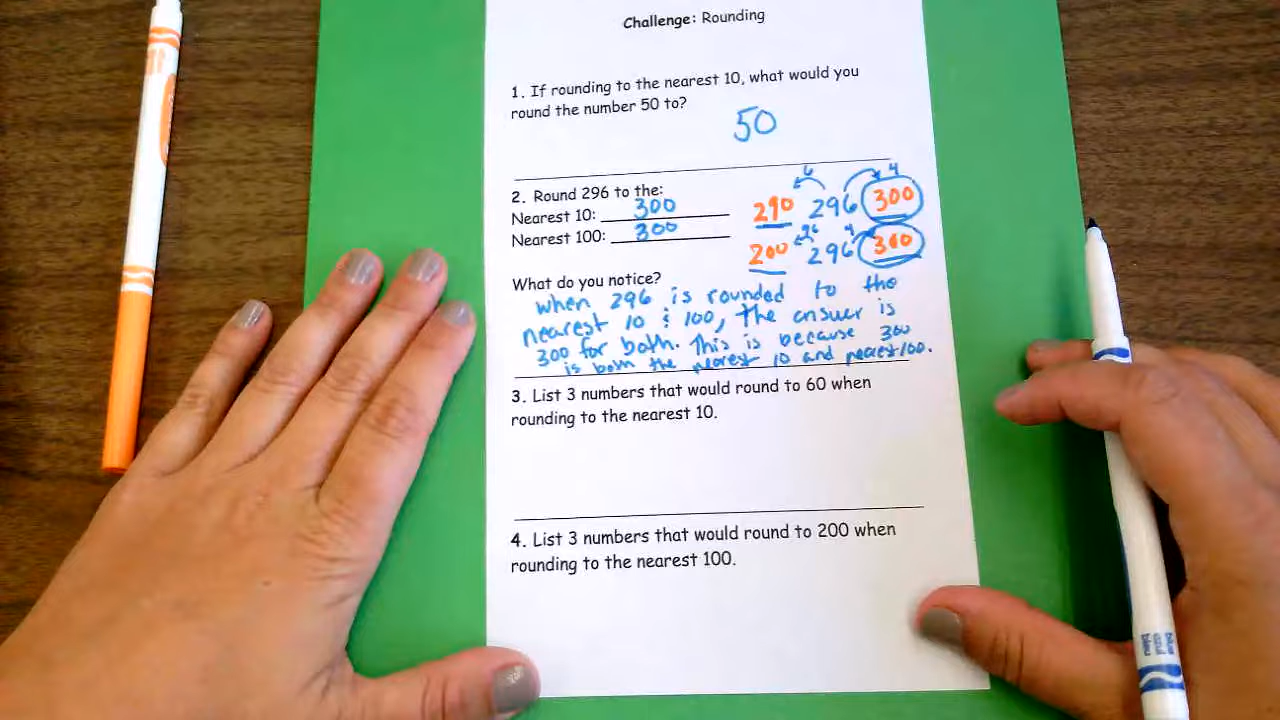 Challenge: Rounding
1. If rounding to the nearest 10, what would you
round the number 50 to?
50
2. Round 296 to the:
Nearest 10: 300
Nearest 100: 300
6 4
290 296 300
96 4
200 296 300
What do you notice?
When 296 is rounded to the
nearest 10 & 100, the answer is
300 for both. This is because 300
is both the nearest 10 and nearest 100.
3. List 3 numbers that would round to 60 when
rounding to the nearest 10.
4. List 3 numbers that would round to 200 when
rounding to the nearest 100.